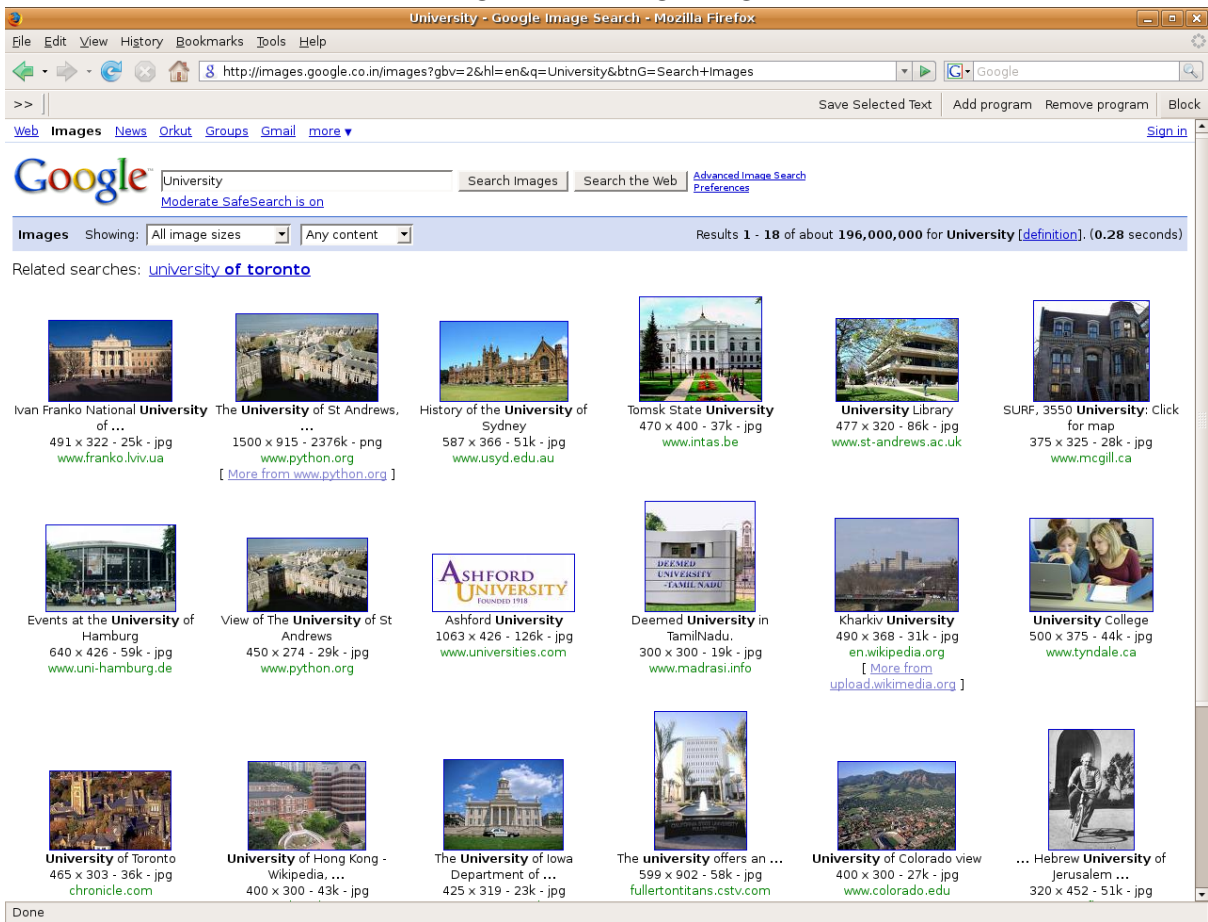 University - Google Image Search - Mozilla Firefox
File Edit View History Bookmarks Tools Help
http://images.google.co.in/images?gbv=2&hl=en&q=University&btnG=Search+Images
Google
>>
Save Selected Text Add program Remove program Block
Web Images News Orkut Groups Gmail more ▼
Sign in
Google
University
Search Images
Search the Web
Advanced Image Search
Preferences
Moderate SafeSearch is on
Images Showing: All image sizes Any content Results 1 - 18 of about 196,000,000 for University [definition]. (0.28 seconds)
Related searches: university of toronto
Ivan Franko National University
of ...
491 x 322 - 25k - jpg
www.franko.lviv.ua
The University of St Andrews,
...
1500 x 915 - 2376k - png
www.python.org
[ More from www.python.org ]
History of the University of
Sydney
587 x 366 - 51k - jpg
www.usyd.edu.au
Tomsk State University
470 x 400 - 37k - jpg
www.intas.be
University Library
477 x 320 - 86k - jpg
www.st-andrews.ac.uk
SURF, 3550 University: Click
for map
375 x 325 - 28k - jpg
www.mcgill.ca
Events at the University of
Hamburg
640 x 426 - 59k - jpg
www.uni-hamburg.de
View of The University of St
Andrews
450 x 274 - 29k - jpg
www.python.org
ASHFORD
UNIVERSITY
FOUNDED 1918
Ashford University
1063 x 426 - 126k - jpg
www.universities.com
DEEMED
UNIVERSITY
-TAMIL NADU
Deemed University in
TamilNadu.
300 x 300 - 19k - jpg
www.madrasi.info
Kharkiv University
490 x 368 - 31k - jpg
en.wikipedia.org
[ More from
upload.wikimedia.org ]
University College
500 x 375 - 44k - jpg
www.tyndale.ca
University of Toronto
465 x 303 - 36k - jpg
chronicle.com
University of Hong Kong -
Wikipedia, ...
400 x 300 - 43k - jpg
The University of Iowa
Department of ...
425 x 319 - 23k - jpg
CALIFORNIA STATE UNIVERSITY
FULLERTON
The university offers an ...
599 x 902 - 58k - jpg
fullertontitans.cstv.com
University of Colorado view
400 x 300 - 27k - jpg
www.colorado.edu
... Hebrew University of
Jerusalem ...
320 x 452 - 51k - jpg
Done